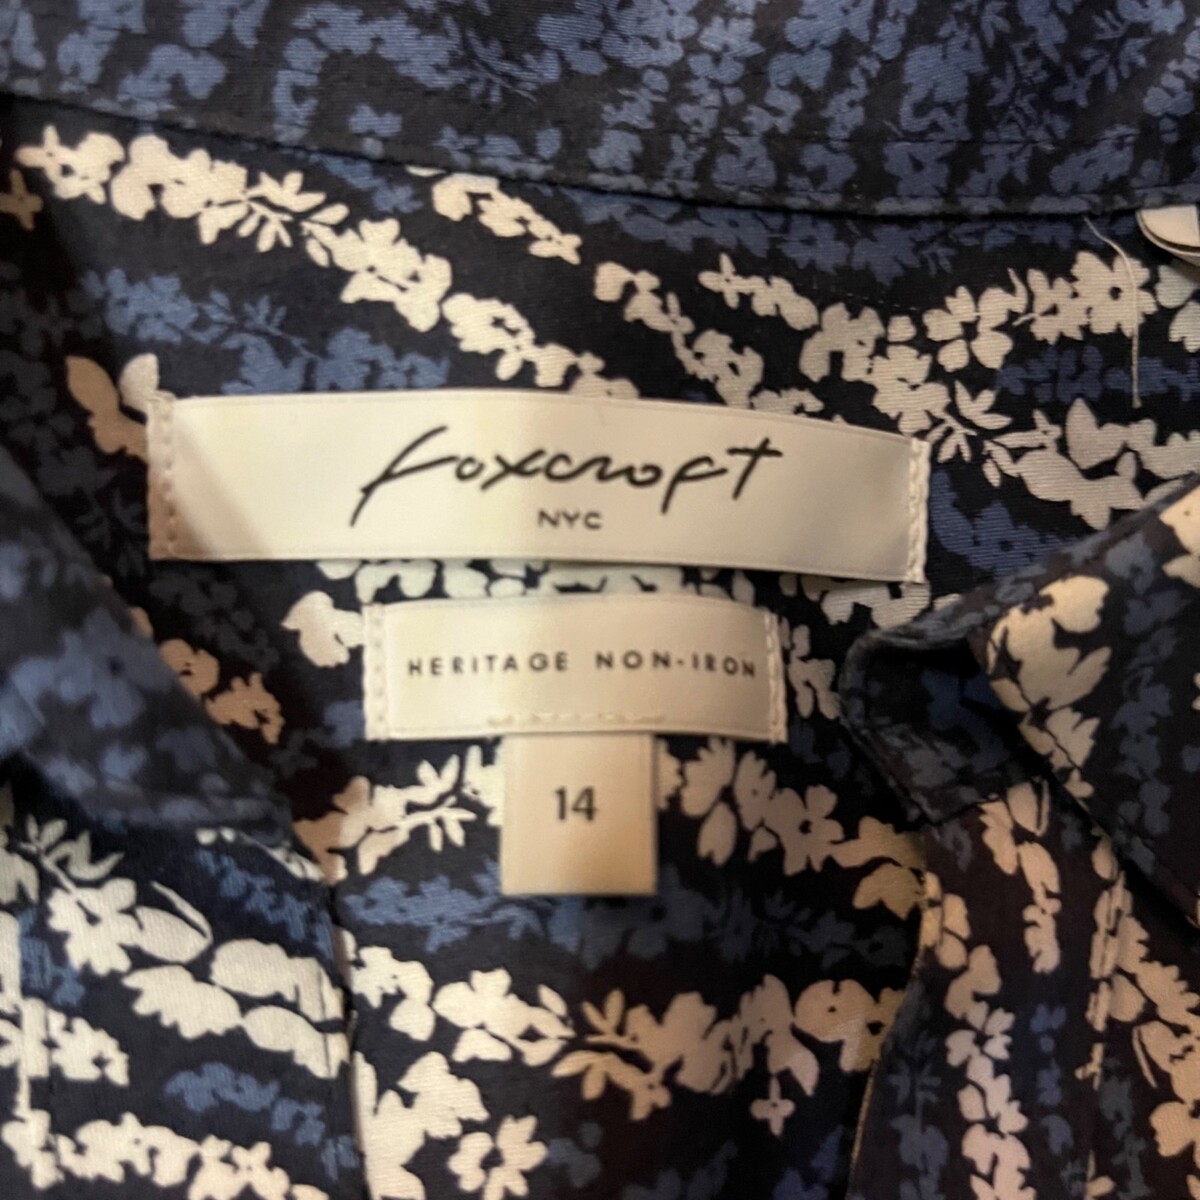 foxcroft
NYC
HERITAGE NON-IRON
14